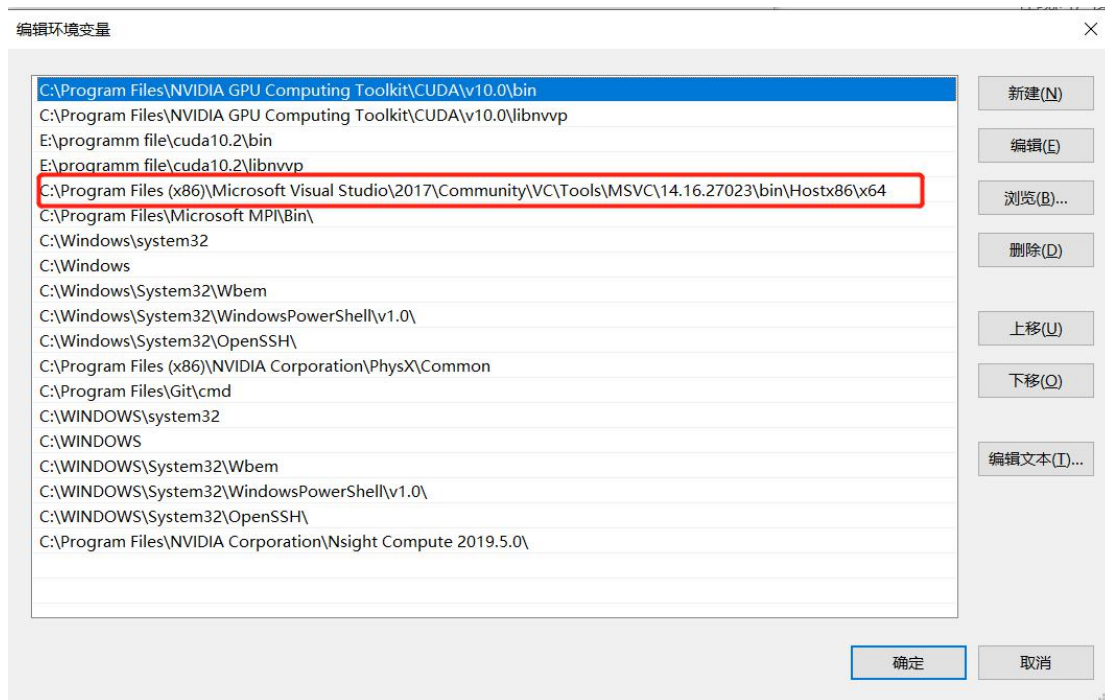 编辑环境变量
C:\Program Files\NVIDIA GPU Computing Toolkit\CUDA\v10.0\bin
C:\Program Files\NVIDIA GPU Computing Toolkit\CUDA\v10.0\libnvvp
E:\programm file\cuda10.2\bin
E:\programm file\cuda10.2\libnvvp
C:\Program Files (x86)\Microsoft Visual Studio\2017\Community\VC\Tools\MSVC\14.16.27023\bin\Hostx86\x64
C:\Program Files\Microsoft MPI\Bin\
C:\Windows\system32
C:\Windows
C:\Windows\System32\Wbem
C:\Windows\System32\WindowsPowerShell\v1.0\
C:\Windows\System32\OpenSSH\
C:\Program Files (x86)\NVIDIA Corporation\PhysX\Common
C:\Program Files\Git\cmd
C:\WINDOWS\system32
C:\WINDOWS
C:\WINDOWS\System32\Wbem
C:\WINDOWS\System32\WindowsPowerShell\v1.0\
C:\WINDOWS\System32\OpenSSH\
C:\Program Files\NVIDIA Corporation\Nsight Compute 2019.5.0\
新建(N)
编辑(E)
浏览(B)...
删除(D)
上移(U)
下移(O)
编辑文本(T)...
确定
取消